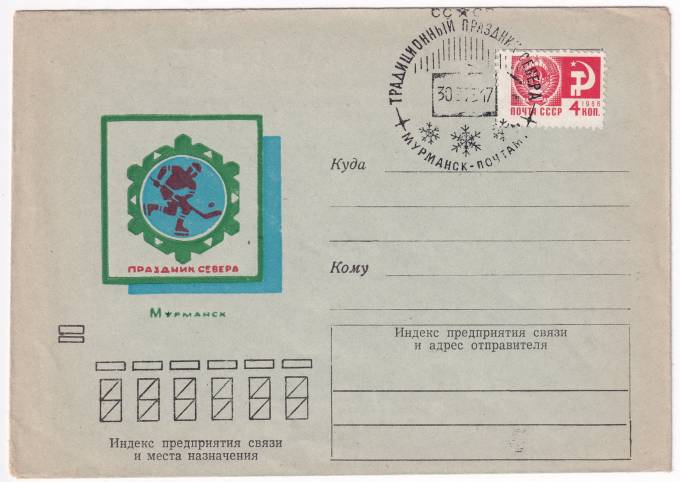 ТРАДИЦИОННЫЙ ПРАЗДНИК СЕВЕРА
МУРМАНСК-ПОЧТАМТ
ПОЧТА СССР
1966
4 КОП.
Куда
Кому
ПРАЗДНИК СЕВЕРА
МУРМАНСК
Индекс предприятия связи
и адрес отправителя
Индекс предприятия связи
и места назначения